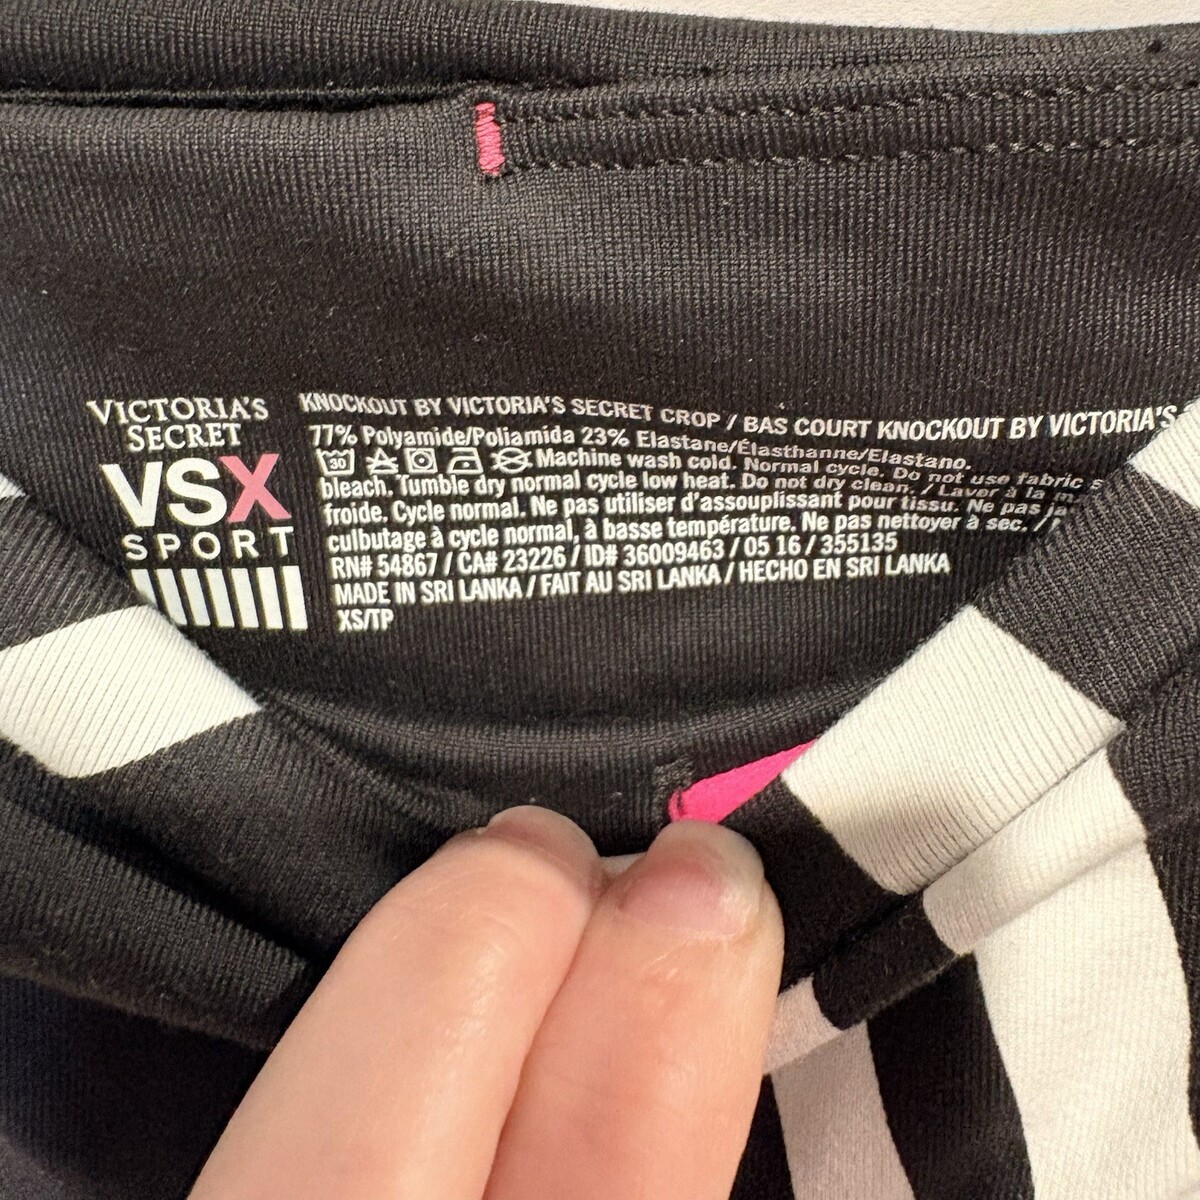 VICTORIA'S
SECRET
VSX
SPORT
KNOCKOUT BY VICTORIA'S SECRET CROP / BAS COURT KNOCKOUT BY VICTORIA'S
77% Polyamide/Poliamida 23% Elastane/Élasthanne/Elastano.
30 Machine wash cold. Normal cycle. Do not use fabric
bleach. Tumble dry normal cycle low heat. Do not dry clean. / Laver à la
froide. Cycle normal. Ne pas utiliser d'assouplissant pour tissu. Ne pas
culbutage à cycle normal, à basse température. Ne pas nettoyer à sec. /
RN# 54867 / CA# 23226 / ID# 36009463 / 05 16 / 355135
MADE IN SRI LANKA / FAIT AU SRI LANKA / HECHO EN SRI LANKA
XS/TP